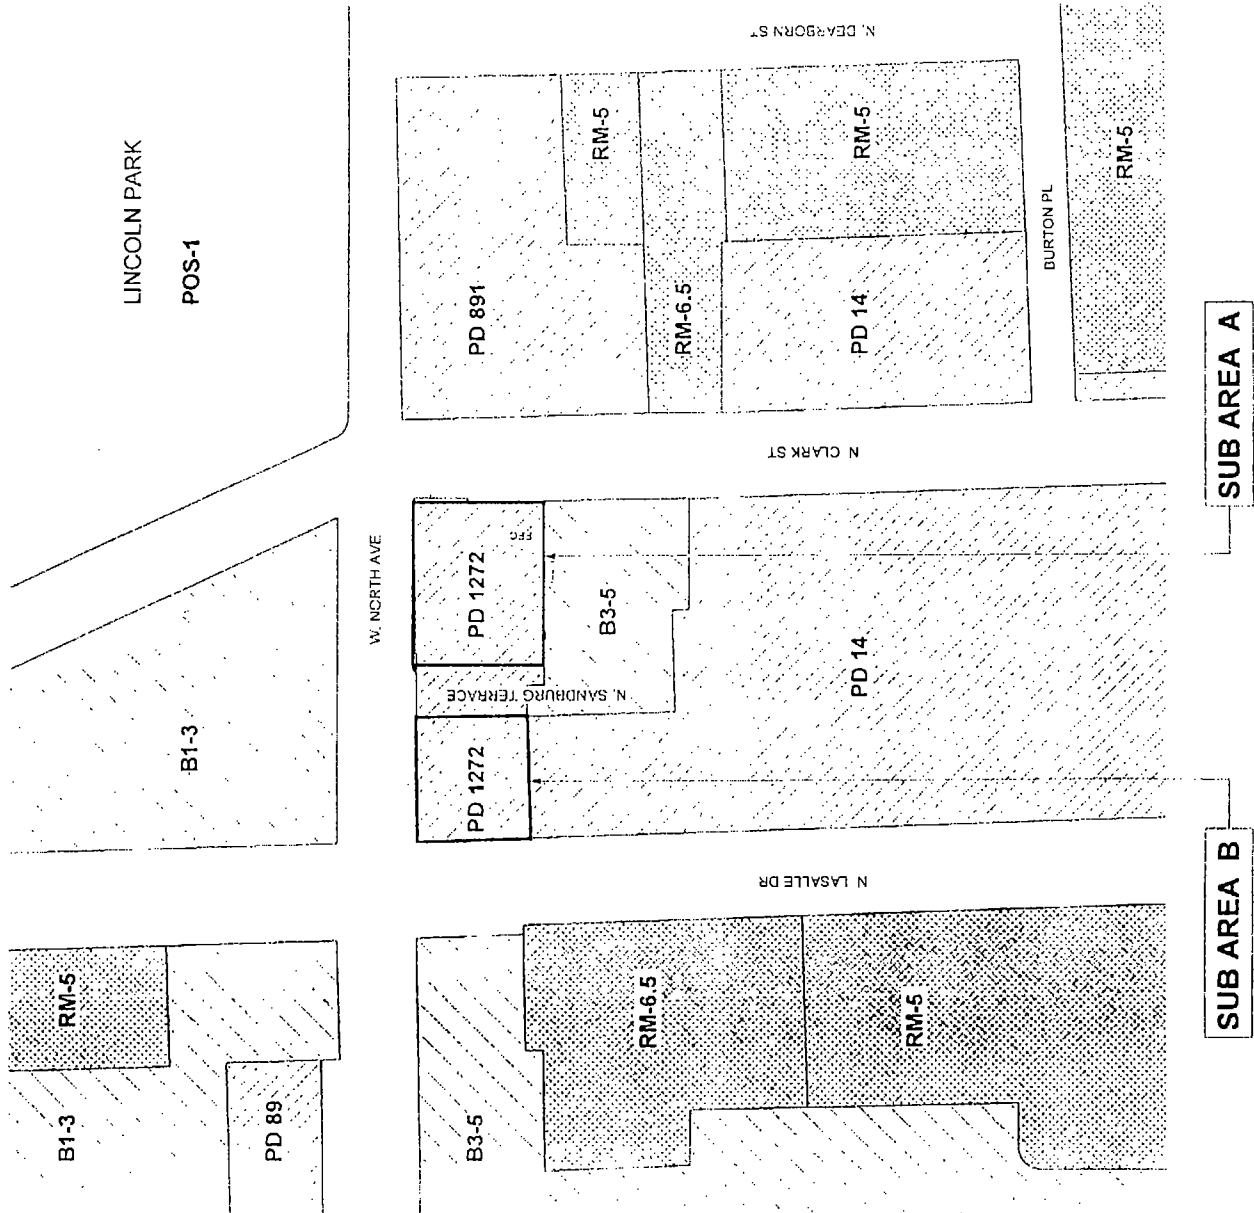 B1-3
RM-5
LINCOLN PARK
B1-3
POS-1
PD 89
W. NORTH AVE
B3-5
PD 1272
PD 1272
PD 891
N. SANDBURG TERRACE
RM-5
B3-5
RM-6.5
RM-6.5
N. LASALLE DR
N CLARK ST
N. DEARBORN ST
PD 14
PD 14
RM-5
RM-5
BURTON PL
RM-5
SUB AREA B
SUB AREA A